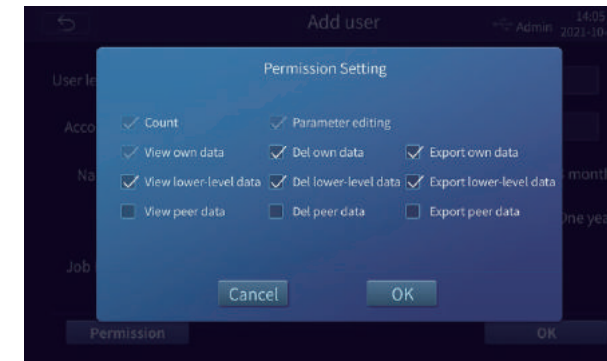 Add user
Admin
14:05
2021-10-
User le
Permission Setting
Acco
Count
Parameter editing
View own data
Del own data
Export own data
Na
View lower-level data
Del lower-level data
Export lower-level data
month
View peer data
Del peer data
Export peer data
One yea
Job
Cancel
OK
Permission
OK